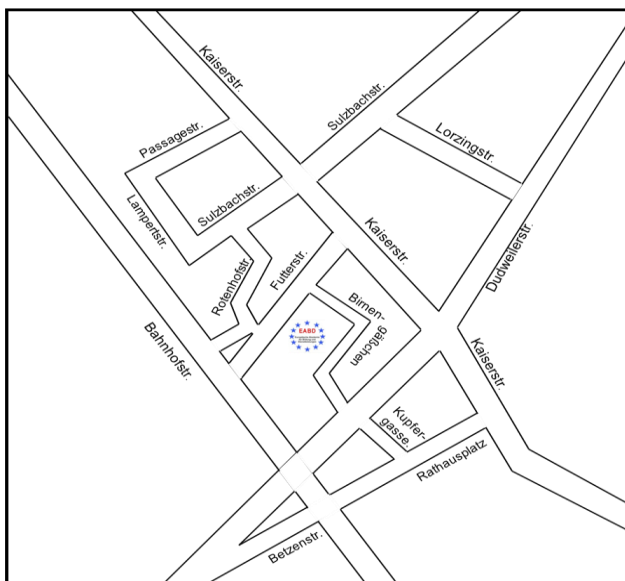 Kaiserstr.
Sulzbachstr.
Passagestr.
Lorzingstr.
Sulzbachstr.
Lampertstr.
Kaiserstr.
Dudweilerstr.
Rotenhofstr.
Futterstr.
Birnen-
gäßchen
EABD
Bahnhofstr.
Kaiserstr.
Kupfer-
gasse.
Rathausplatz
Betzenstr.